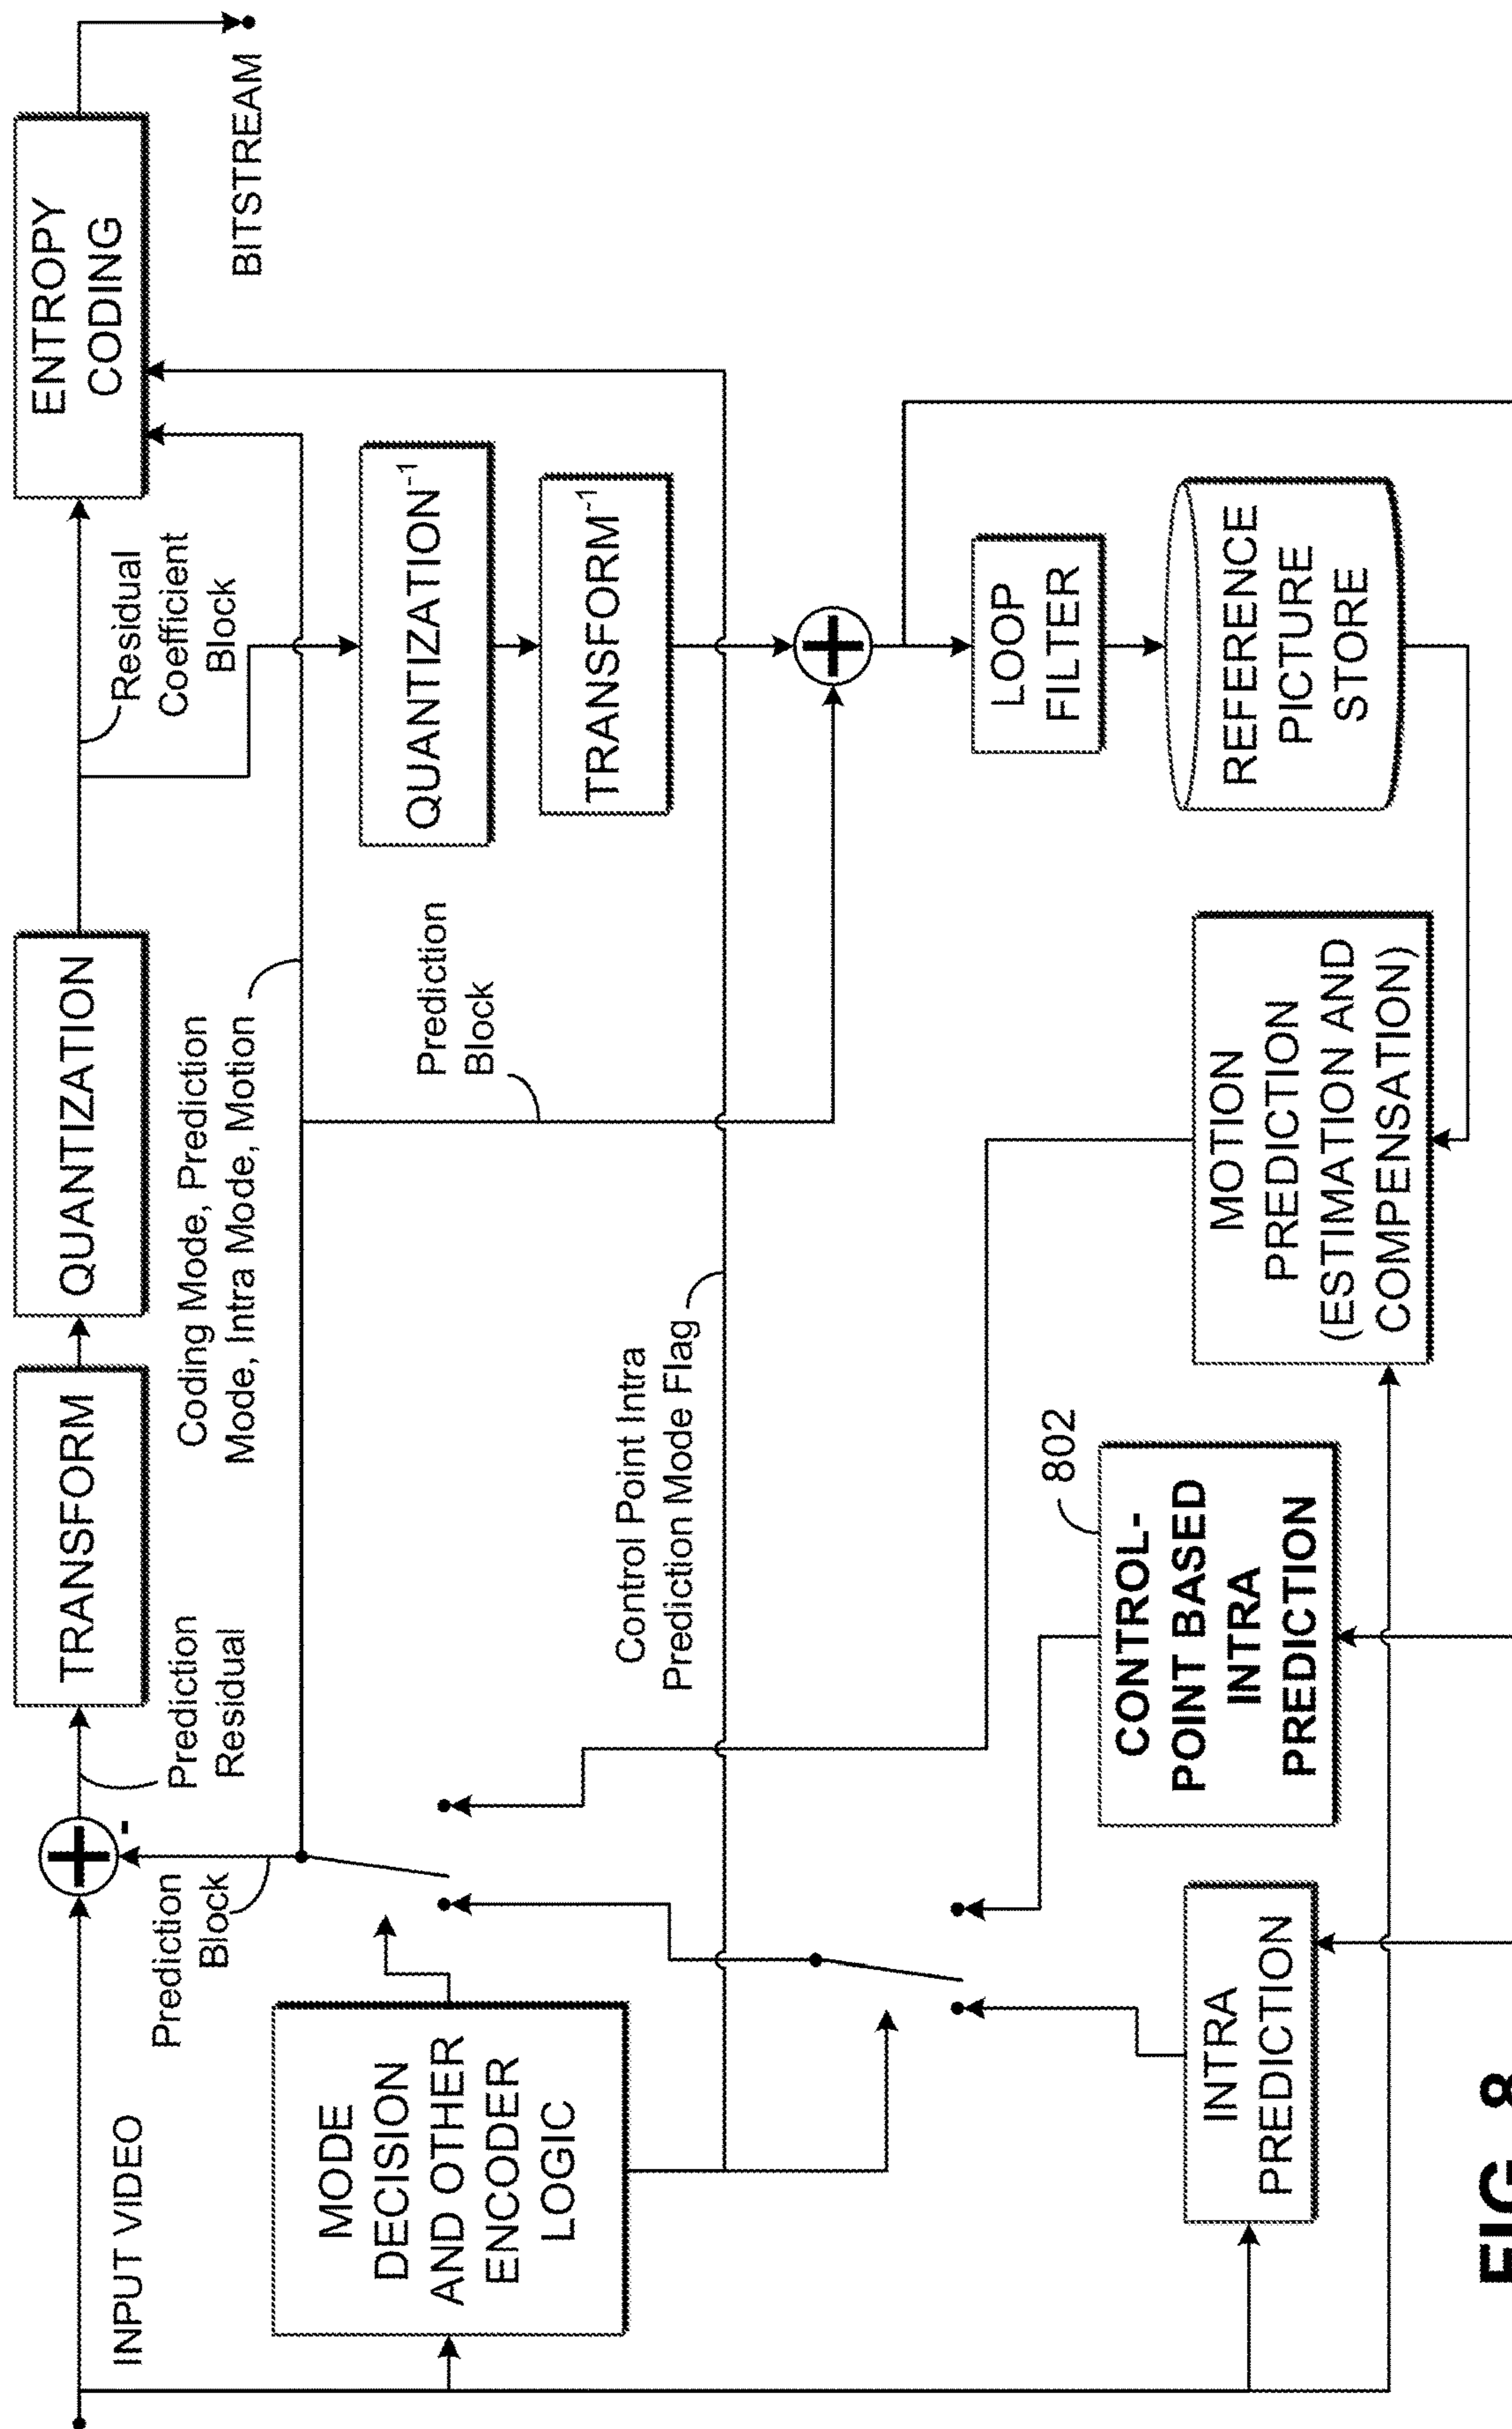 INPUT VIDEO
Prediction
Block
-
Prediction
Residual
TRANSFORM
QUANTIZATION
Residual
Coefficient
Block
ENTROPY
CODING
BITSTREAM
Coding Mode, Prediction
Mode, Intra Mode, Motion
MODE
DECISION
AND OTHER
ENCODER
LOGIC
Prediction
Block
QUANTIZATION⁻¹
TRANSFORM⁻¹
Control Point Intra
Prediction Mode Flag
LOOP
FILTER
REFERENCE
PICTURE
STORE
802
INTRA
PREDICTION
CONTROL-
POINT BASED
INTRA
PREDICTION
MOTION
PREDICTION
(ESTIMATION AND
COMPENSATION)
FIG. 8